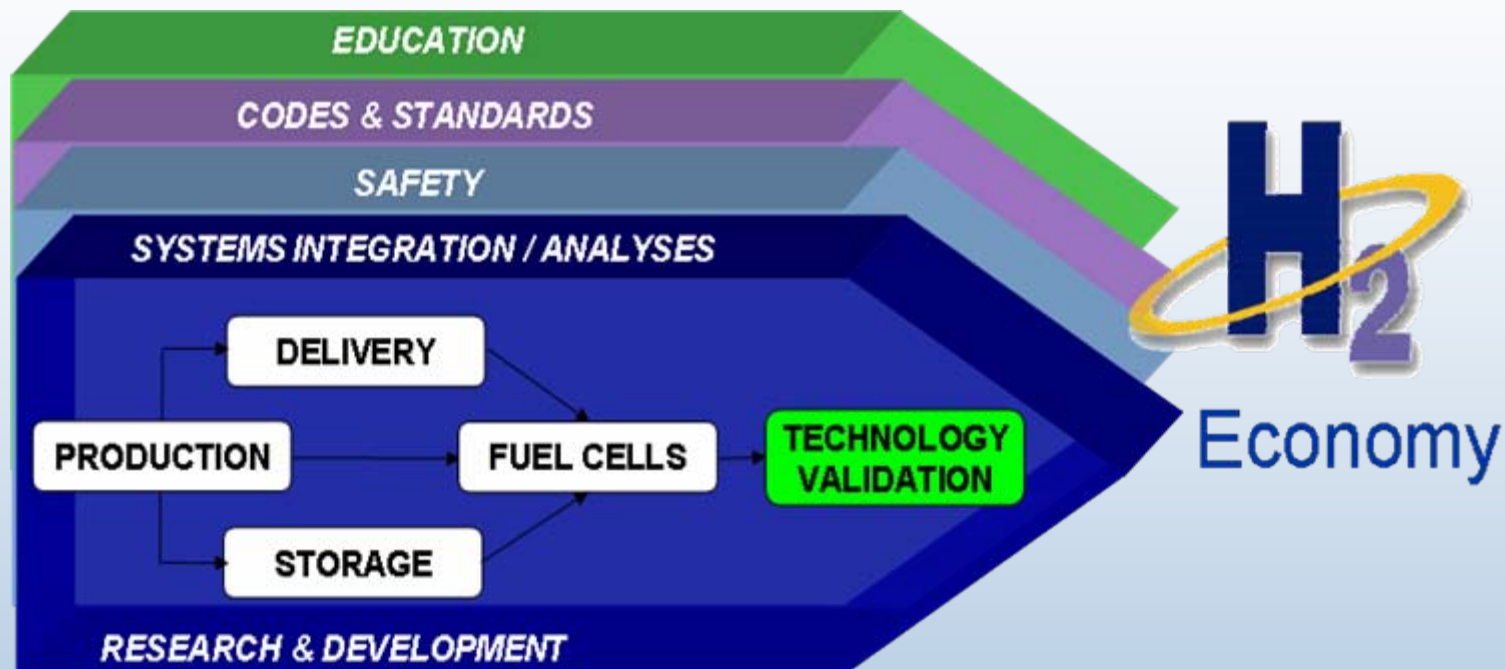 EDUCATION
CODES & STANDARDS
SAFETY
SYSTEMS INTEGRATION / ANALYSES
DELIVERY
PRODUCTION
FUEL CELLS
TECHNOLOGY
VALIDATION
STORAGE
RESEARCH & DEVELOPMENT
H2
Economy